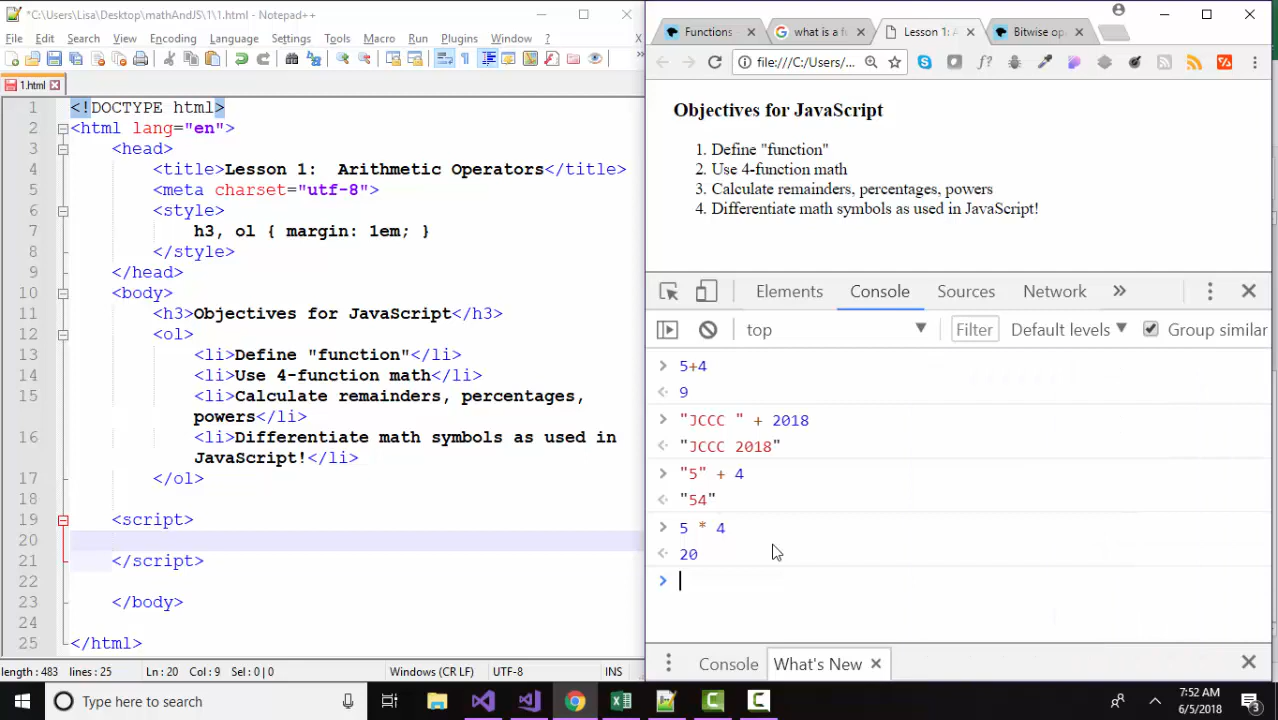 *C:\Users\Lisa\Desktop\mathAndJS\1\1.html - Notepad++
File Edit Search View Encoding Language Settings Tools Macro Run Plugins Window ? X
1.html
1 <!DOCTYPE html>
2 <html lang="en">
3 <head>
4 <title>Lesson 1:  Arithmetic Operators</title>
5 <meta charset="utf-8">
6 <style>
7 h3, ol { margin: 1em; }
8 </style>
9 </head>
10 <body>
11 <h3>Objectives for JavaScript</h3>
12 <ol>
13 <li>Define "function"</li>
14 <li>Use 4-function math</li>
15 <li>Calculate remainders, percentages,
powers</li>
16 <li>Differentiate math symbols as used in
JavaScript!</li>
17 </ol>
18
19 <script>
20
21 </script>
22
23 </body>
24
25 </html>
length : 483 lines : 25 Ln : 20 Col : 9 Sel : 0 | 0 Windows (CR LF) UTF-8 INS
Functions what is a fu Lesson 1: A Bitwise op
file:///C:/Users/...
Objectives for JavaScript
1. Define "function"
2. Use 4-function math
3. Calculate remainders, percentages, powers
4. Differentiate math symbols as used in JavaScript!
Elements Console Sources Network »
top Filter Default levels Group similar
> 5+4
9
> "JCCC " + 2018
"JCCC 2018"
> "5" + 4
"54"
> 5 * 4
20
>
Console What's New
Type here to search
7:52 AM
6/5/2018
3